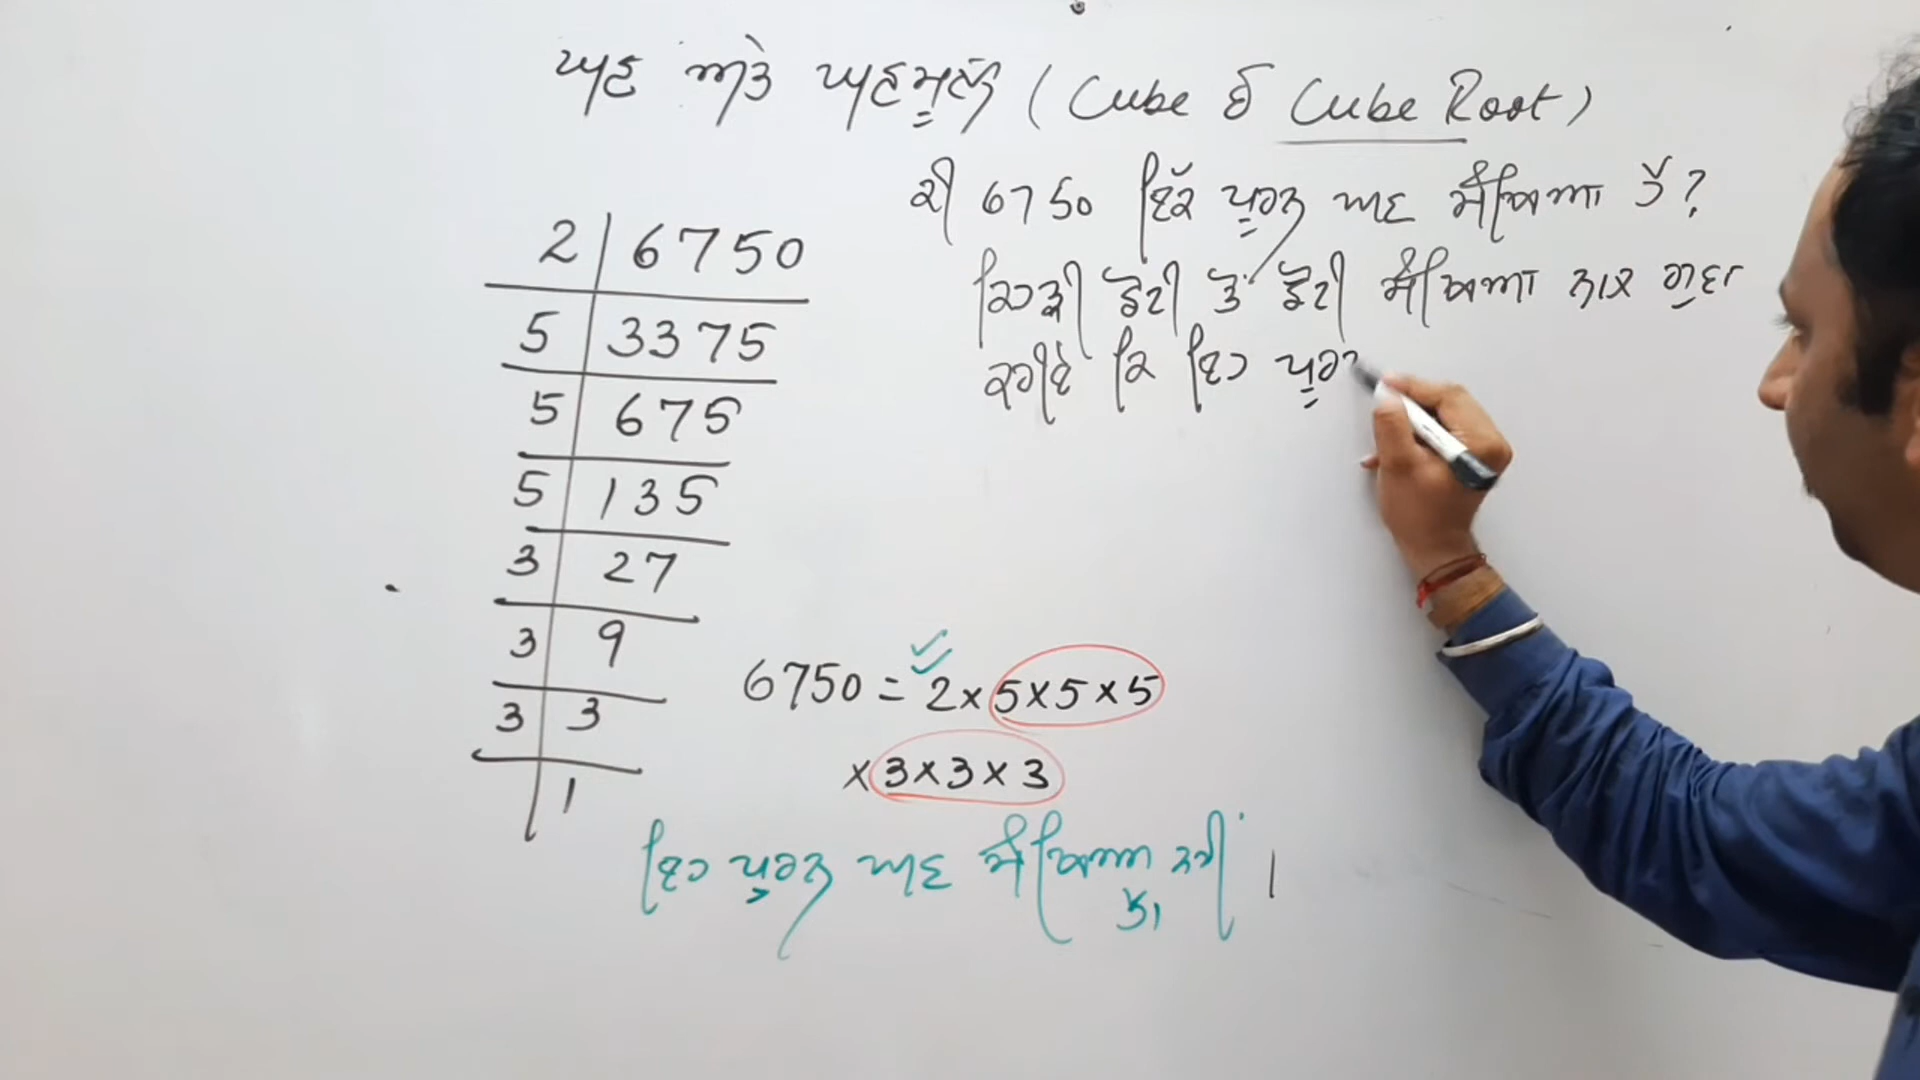 ਘਣ ਅਤੇ ਘਣਮੂਲ (Cube & Cube Root)
ਕੀ 6750 ਇੱਕ ਪੂਰਨ ਘਣ ਸੰਖਿਆ ਹੈ?
ਕਿਹੜੀ ਛੋਟੀ ਤੋਂ ਛੋਟੀ ਸੰਖਿਆ ਨਾਲ ਗੁਣਾ
ਕਰੀਏ ਕਿ ਇਹ ਪੂਰਨ
2 | 6750
5 | 3375
5 | 675
5 | 135
3 | 27
3 | 9
3 | 3
| 1
6750 = 2 × 5 × 5 × 5
× 3 × 3 × 3
ਇਹ ਪੂਰਨ ਘਣ ਸੰਖਿਆ ਨਹੀਂ ਹੈ।